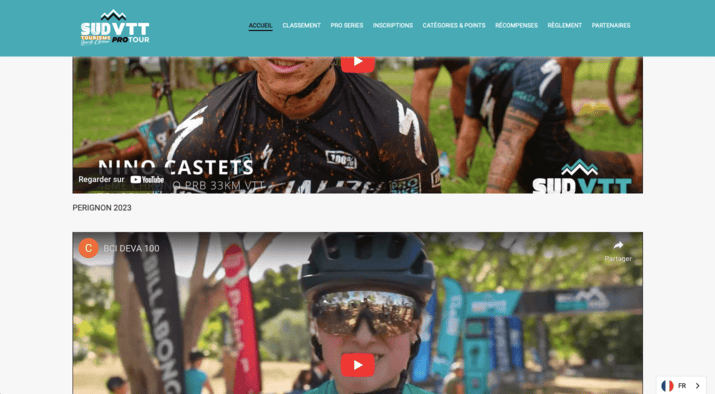 SUDVTT
TOURISME
PROTOUR
ACCUEIL
CLASSEMENT
PRO SERIES
INSCRIPTIONS
CATÉGORIES & POINTS
RÉCOMPENSES
RÈGLEMENT
PARTENAIRES
100%
NINO CASTETS
O PRB 33KM VTT
Regarder sur YouTube
SUDVTT
PERIGNON 2023
C
BCI DEVA 100
Partager
BILLABONG
FR